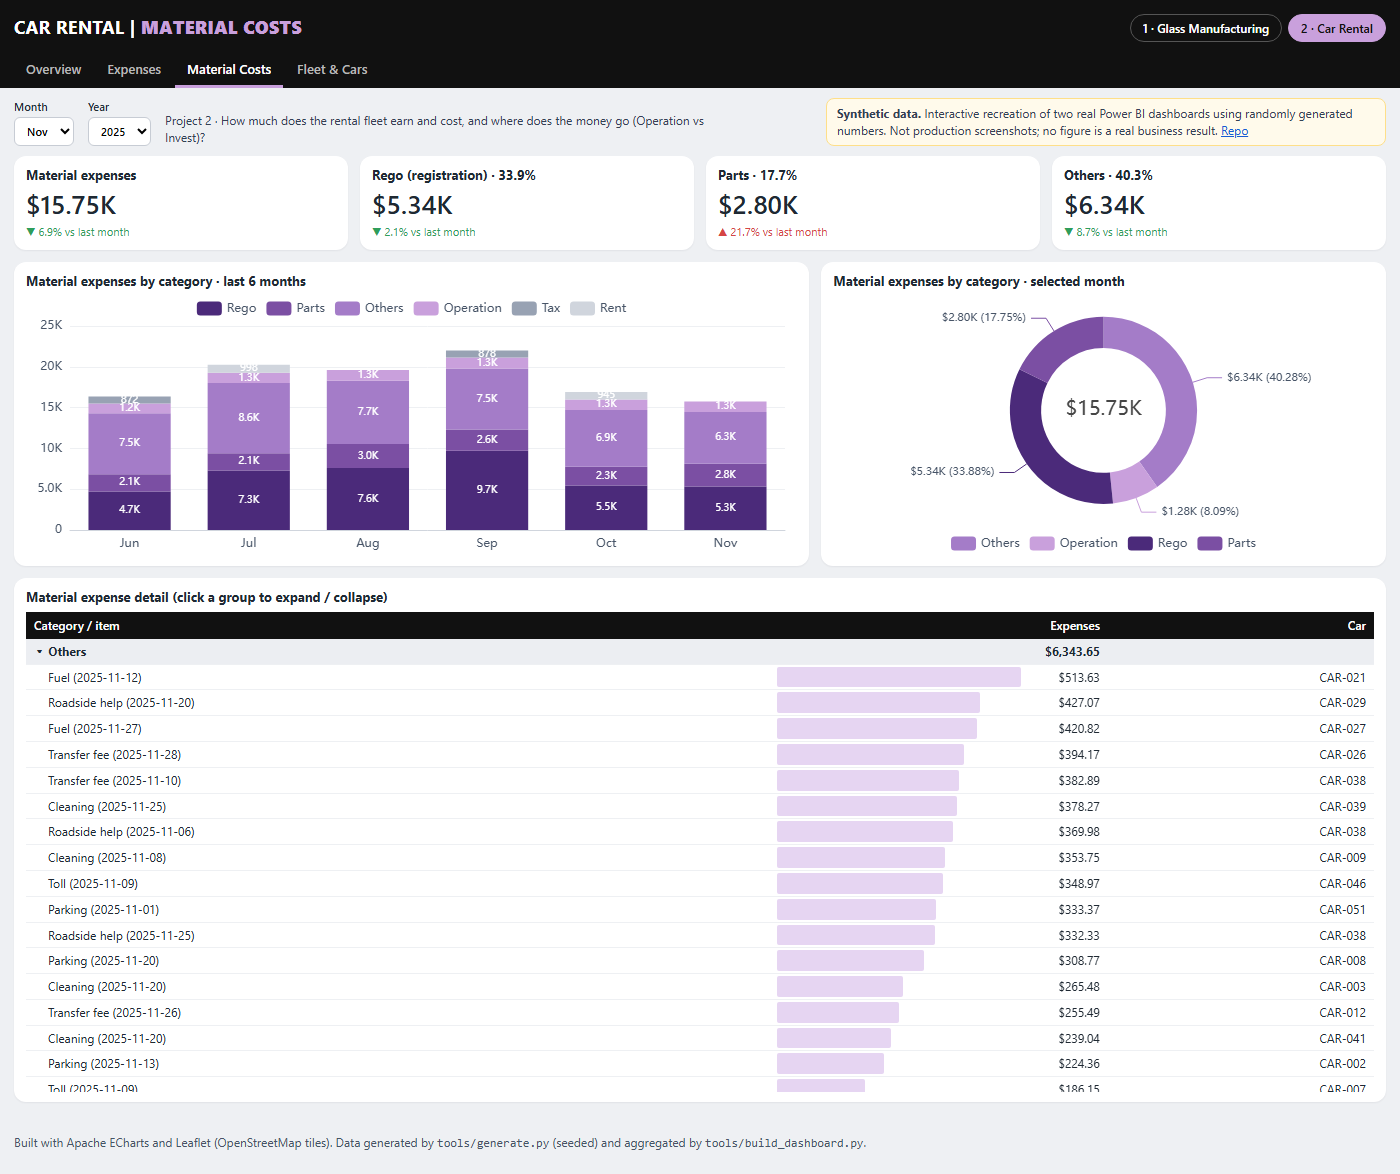 CAR RENTAL | MATERIAL COSTS
1 · Glass Manufacturing
2 · Car Rental
Overview
Expenses
Material Costs
Fleet & Cars
Month
Year
Nov
2025
Project 2 · How much does the rental fleet earn and cost, and where does the money go (Operation vs
Invest)?
Synthetic data. Interactive recreation of two real Power BI dashboards using randomly generated
numbers. Not production screenshots; no figure is a real business result. Repo
Material expenses
$15.75K
▼ 6.9% vs last month
Rego (registration) · 33.9%
$5.34K
▼ 2.1% vs last month
Parts · 17.7%
$2.80K
▲ 21.7% vs last month
Others · 40.3%
$6.34K
▼ 8.7% vs last month
Material expenses by category · last 6 months
Rego Parts Others Operation Tax Rent
25K
20K
15K
10K
5.0K
0
872
1.2K
7.5K
2.1K
4.7K
998
1.3K
8.6K
2.1K
7.3K
1.3K
7.7K
3.0K
7.6K
878
1.3K
7.5K
2.6K
9.7K
945
1.3K
6.9K
2.3K
5.5K
1.3K
6.3K
2.8K
5.3K
Jun Jul Aug Sep Oct Nov
Material expenses by category · selected month
$2.80K (17.75%)
$6.34K (40.28%)
$15.75K
$5.34K (33.88%)
$1.28K (8.09%)
Others Operation Rego Parts
Material expense detail (click a group to expand / collapse)
Category / item Expenses Car
▾ Others $6,343.65
Fuel (2025-11-12) $513.63 CAR-021
Roadside help (2025-11-20) $427.07 CAR-029
Fuel (2025-11-27) $420.82 CAR-027
Transfer fee (2025-11-28) $394.17 CAR-026
Transfer fee (2025-11-10) $382.89 CAR-038
Cleaning (2025-11-25) $378.27 CAR-039
Roadside help (2025-11-06) $369.98 CAR-038
Cleaning (2025-11-08) $353.75 CAR-009
Toll (2025-11-09) $348.97 CAR-046
Parking (2025-11-01) $333.37 CAR-051
Roadside help (2025-11-25) $332.33 CAR-038
Parking (2025-11-20) $308.77 CAR-008
Cleaning (2025-11-20) $265.48 CAR-003
Transfer fee (2025-11-26) $255.49 CAR-012
Cleaning (2025-11-20) $239.04 CAR-041
Parking (2025-11-13) $224.36 CAR-002
Toll (2025-11-09) $186.15 CAR-007
Built with Apache ECharts and Leaflet (OpenStreetMap tiles). Data generated by tools/generate.py (seeded) and aggregated by tools/build_dashboard.py.